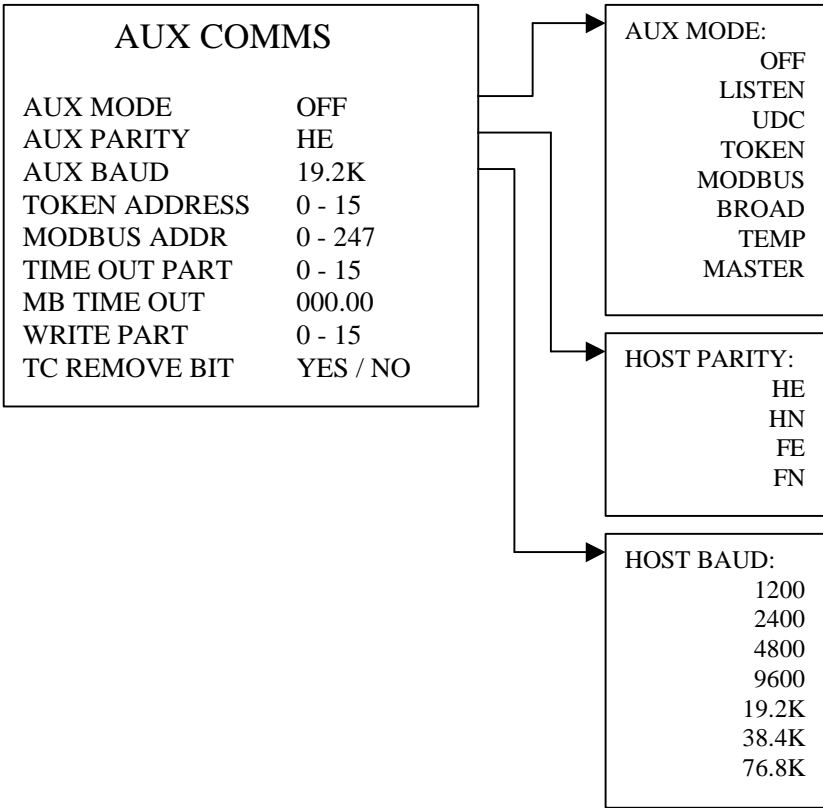 AUX COMMS
AUX MODE OFF
AUX PARITY HE
AUX BAUD 19.2K
TOKEN ADDRESS 0 - 15
MODBUS ADDR 0 - 247
TIME OUT PART 0 - 15
MB TIME OUT 000.00
WRITE PART 0 - 15
TC REMOVE BIT YES / NO
AUX MODE:
OFF
LISTEN
UDC
TOKEN
MODBUS
BROAD
TEMP
MASTER
HOST PARITY:
HE
HN
FE
FN
HOST BAUD:
1200
2400
4800
9600
19.2K
38.4K
76.8K